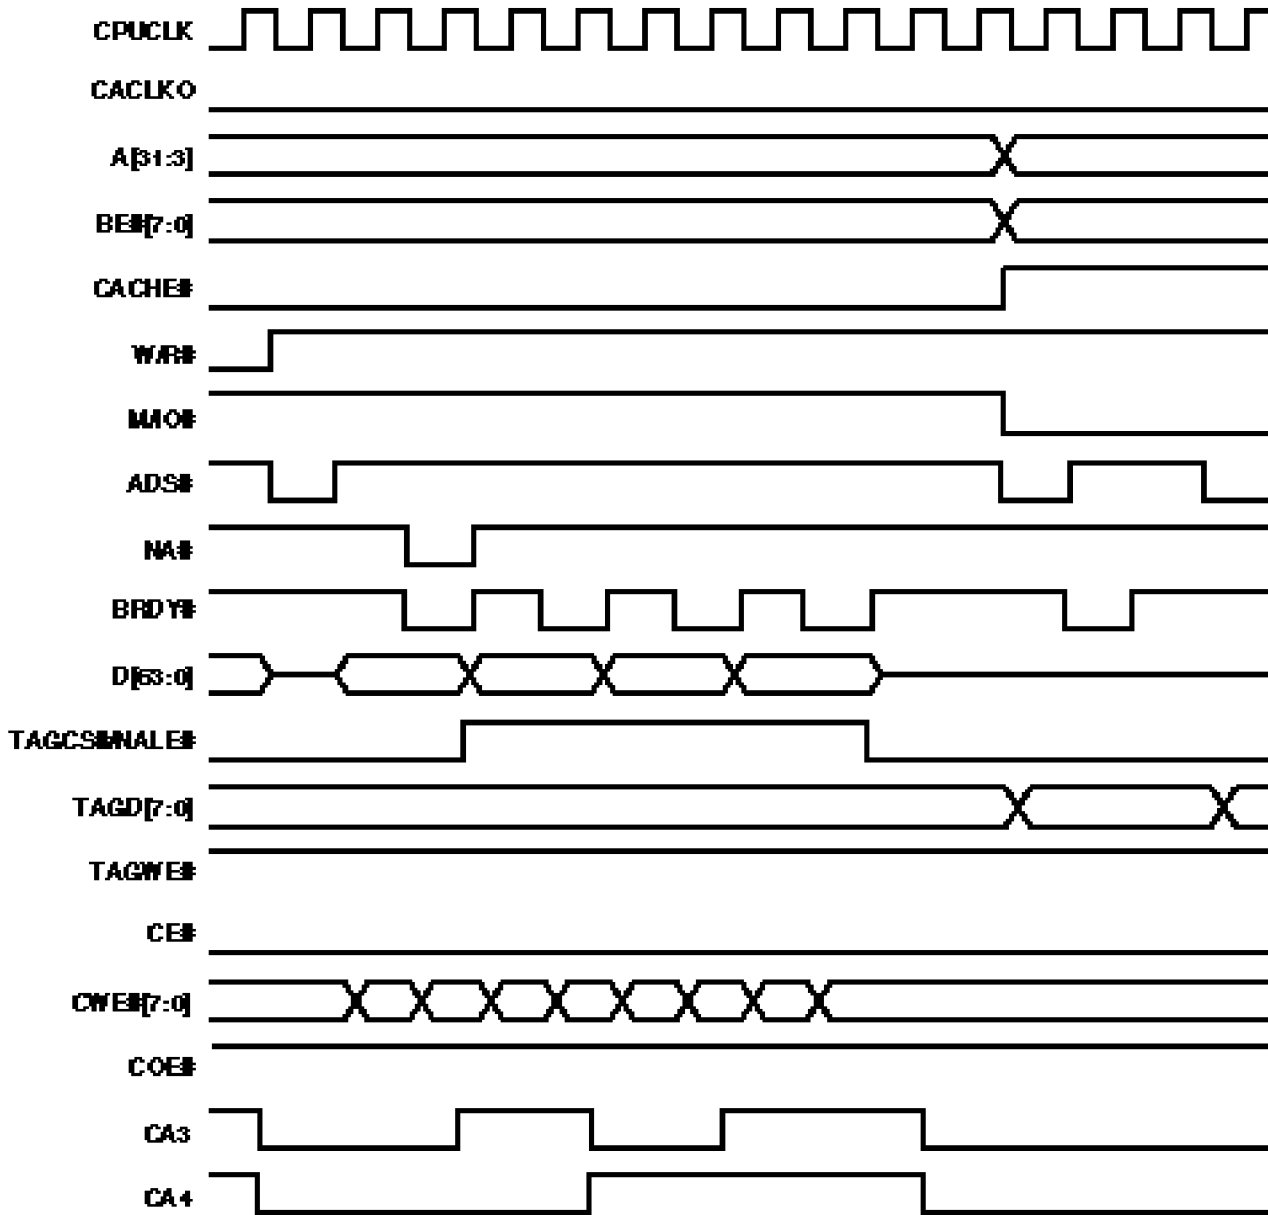 CPUCLK
CACLKO
A[31:3]
BE#[7:0]
CACHE#
W/R#
M/IO#
ADS#
NA#
BRDY#
D[63:0]
TAGCS#/NALE#
TAGD[7:0]
TAGWE#
CE#
CWE#[7:0]
COE#
CA3
CA4